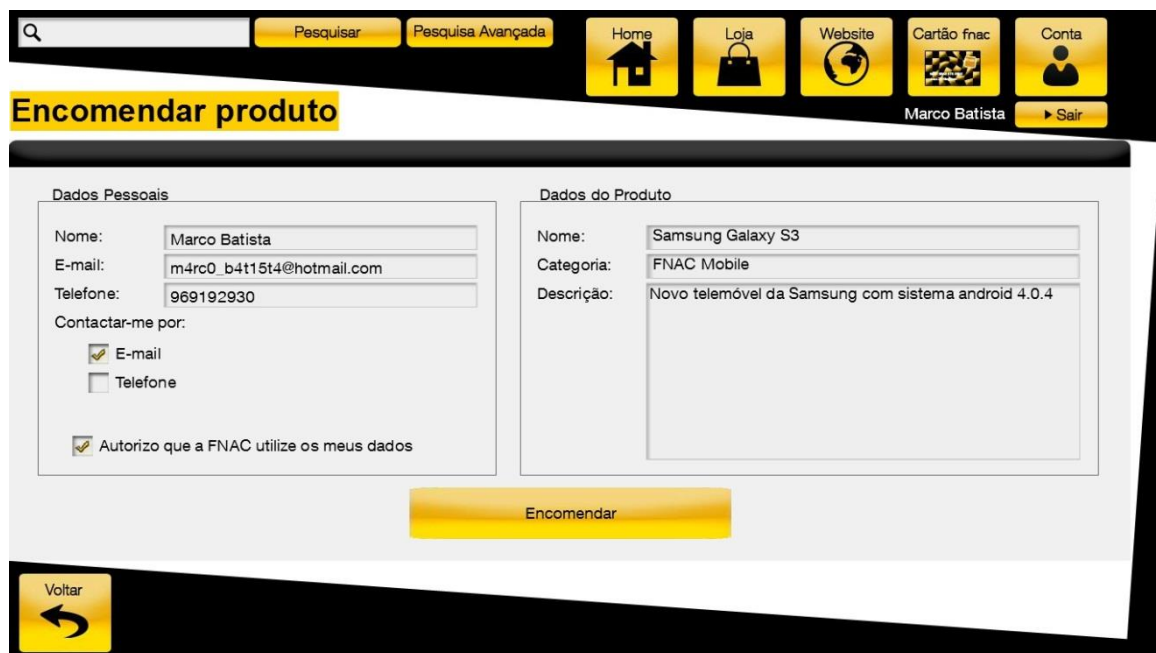 Pesquisar
Pesquisa Avançada
Home
Loja
Website
Cartão fnac
Conta
Encomendar produto
Marco Batista
Sair
Dados Pessoais
Nome: Marco Batista
E-mail: m4rc0_b4t15t4@hotmail.com
Telefone: 969192930
Contactar-me por:
E-mail
Telefone
Autorizo que a FNAC utilize os meus dados
Dados do Produto
Nome: Samsung Galaxy S3
Categoria: FNAC Mobile
Descrição: Novo telemóvel da Samsung com sistema android 4.0.4
Encomendar
Voltar